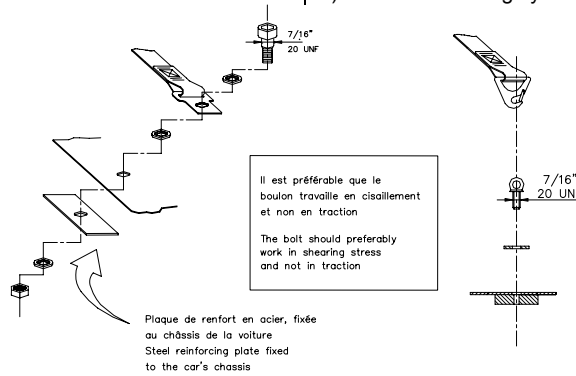 7/16"
20 UNF
Il est préférable que le
boulon travaille en cisaillement
et non en traction
The bolt should preferably
work in shearing stress
and not in traction
7/16"
20 UN
Plaque de renfort en acier, fixée
au châssis de la voiture
Steel reinforcing plate fixed
to the car's chassis